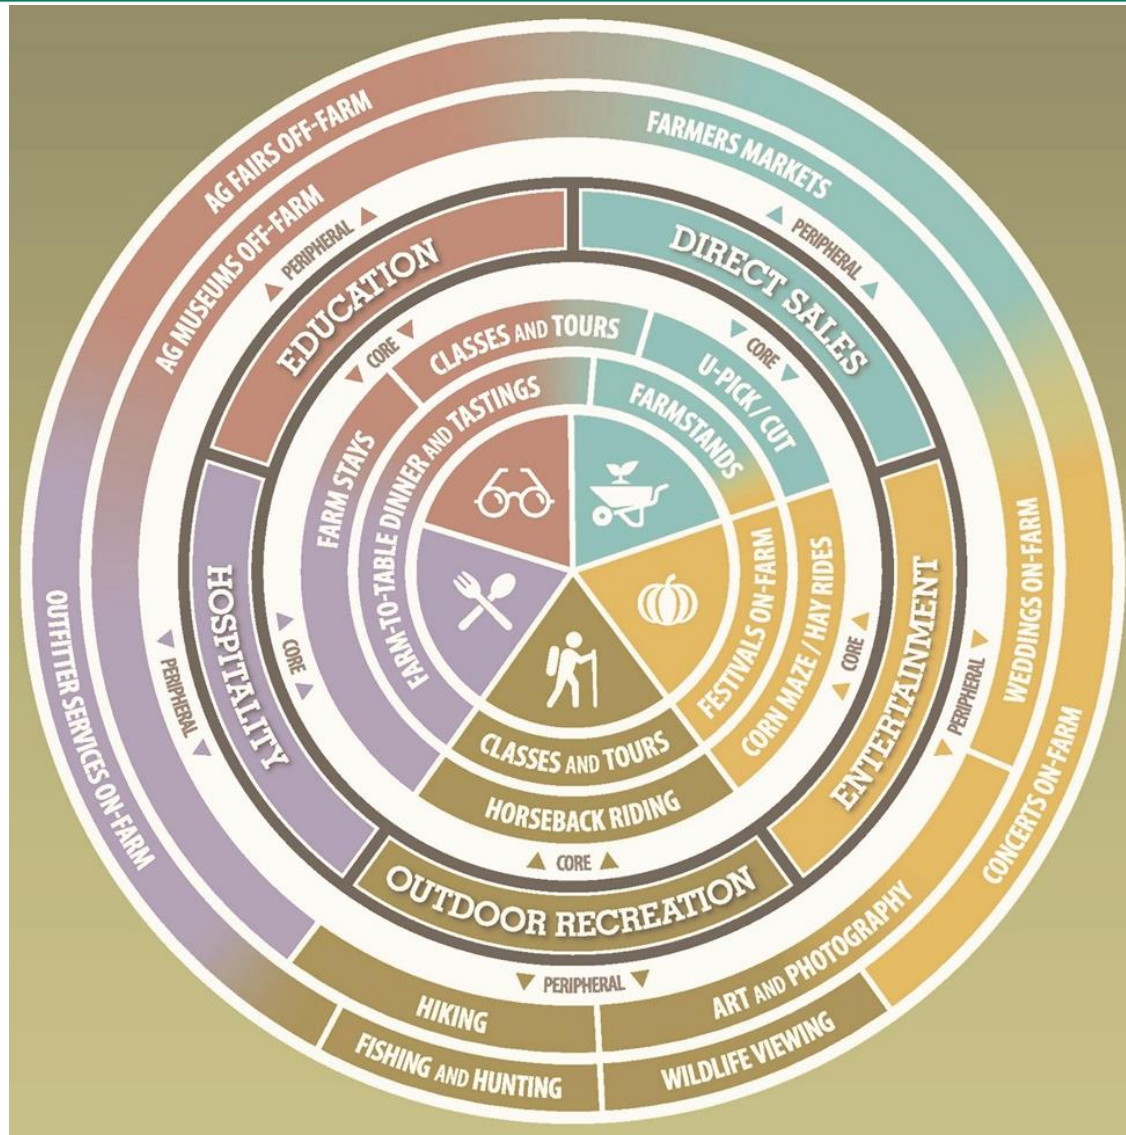 AG FAIRS OFF-FARM
AG MUSEUMS OFF-FARM
FARMERS MARKETS
PERIPHERAL
PERIPHERAL
EDUCATION
DIRECT SALES
CORE
CORE
CLASSES AND TOURS
U-PICK / CUT
FARM STAYS
FARM-TO-TABLE DINNER AND TASTINGS
FARMSTANDS
HOSPITALITY
CORE
PERIPHERAL
OUTFITTER SERVICES ON-FARM
FESTIVALS ON-FARM
CORN MAZE / HAY RIDES
CORE
ENTERTAINMENT
PERIPHERAL
WEDDINGS ON-FARM
CONCERTS ON-FARM
CLASSES AND TOURS
HORSEBACK RIDING
CORE
OUTDOOR RECREATION
PERIPHERAL
HIKING
ART AND PHOTOGRAPHY
FISHING AND HUNTING
WILDLIFE VIEWING